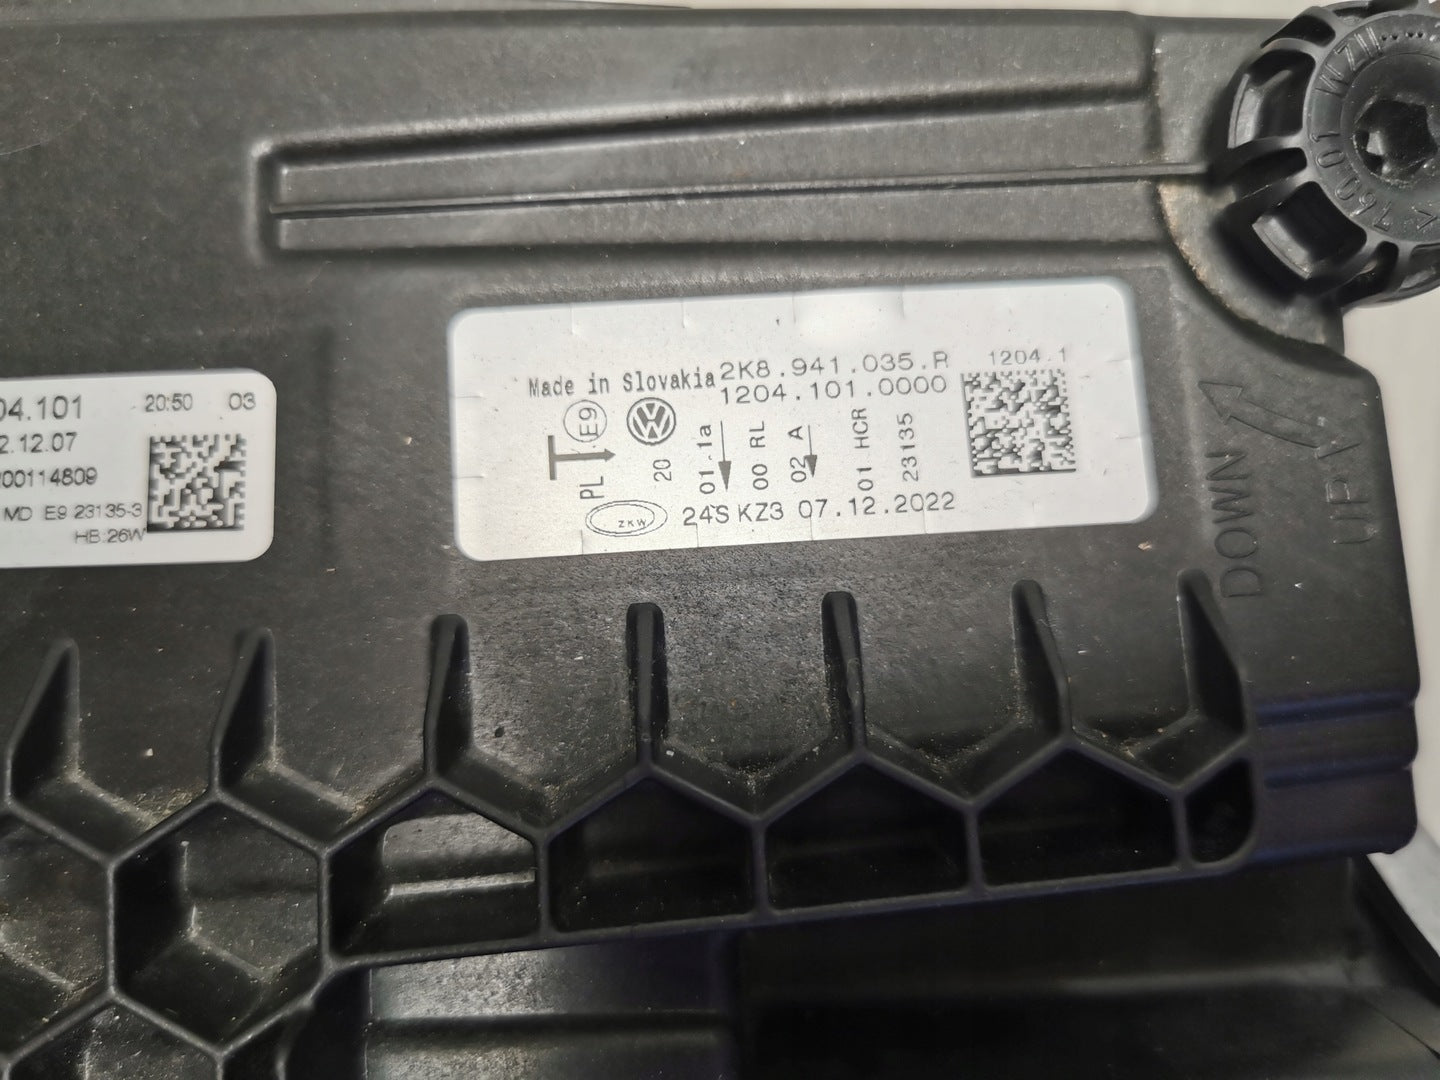 WZW
01
2K8.941.035.R
1204.1
Made in Slovakia
1204.101.0000
E9
PL
20
01.1a
00 RL
02 A
01 HCR
23135
ZKW
24S KZ3 07.12.2022
04.101
20:50
03
2.12.07
00114809
MD E9 23135-3
HB 26W
DOWN
UP